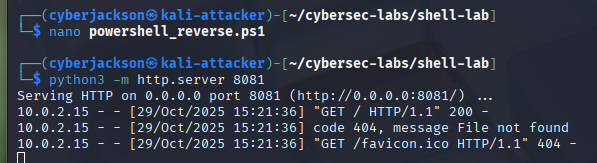 ┌──(cyberjackson㉿kali-attacker)-[~/cybersec-labs/shell-lab]
└─$ nano powershell_reverse.ps1
┌──(cyberjackson㉿kali-attacker)-[~/cybersec-labs/shell-lab]
└─$ python3 -m http.server 8081
Serving HTTP on 0.0.0.0 port 8081 (http://0.0.0.0:8081/) ...
10.0.2.15 - - [29/Oct/2025 15:21:36] "GET / HTTP/1.1" 200 -
10.0.2.15 - - [29/Oct/2025 15:21:36] code 404, message File not found
10.0.2.15 - - [29/Oct/2025 15:21:36] "GET /favicon.ico HTTP/1.1" 404 -